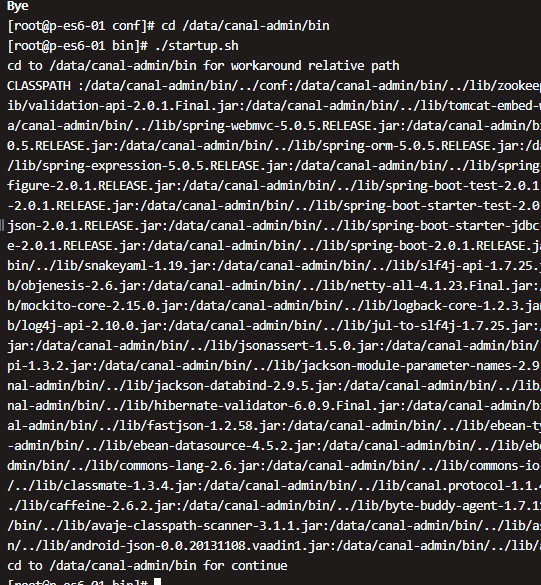 Bye
[root@p-es6-01 conf]# cd /data/canal-admin/bin
[root@p-es6-01 bin]# ./startup.sh
cd to /data/canal-admin/bin for workaround relative path
CLASSPATH :/data/canal-admin/bin/../conf:/data/canal-admin/bin/../lib/zookeep
ib/validation-api-2.0.1.Final.jar:/data/canal-admin/bin/../lib/tomcat-embed-w
a/canal-admin/bin/../lib/spring-webmvc-5.0.5.RELEASE.jar:/data/canal-admin/bi
0.5.RELEASE.jar:/data/canal-admin/bin/../lib/spring-orm-5.0.5.RELEASE.jar:/da
/lib/spring-expression-5.0.5.RELEASE.jar:/data/canal-admin/bin/../lib/spring-
figure-2.0.1.RELEASE.jar:/data/canal-admin/bin/../lib/spring-boot-test-2.0.1
-2.0.1.RELEASE.jar:/data/canal-admin/bin/../lib/spring-boot-starter-test-2.0
json-2.0.1.RELEASE.jar:/data/canal-admin/bin/../lib/spring-boot-starter-jdbc-
e-2.0.1.RELEASE.jar:/data/canal-admin/bin/../lib/spring-boot-2.0.1.RELEASE.ja
bin/../lib/snakeyaml-1.19.jar:/data/canal-admin/bin/../lib/slf4j-api-1.7.25.j
b/objenesis-2.6.jar:/data/canal-admin/bin/../lib/netty-all-4.1.23.Final.jar:/
b/mockito-core-2.15.0.jar:/data/canal-admin/bin/../lib/logback-core-1.2.3.jar
b/log4j-api-2.10.0.jar:/data/canal-admin/bin/../lib/jul-to-slf4j-1.7.25.jar:/
jar:/data/canal-admin/bin/../lib/jsonassert-1.5.0.jar:/data/canal-admin/bin/
pi-1.3.2.jar:/data/canal-admin/bin/../lib/jackson-module-parameter-names-2.9
nal-admin/bin/../lib/jackson-databind-2.9.5.jar:/data/canal-admin/bin/../lib/
nal-admin/bin/../lib/hibernate-validator-6.0.9.Final.jar:/data/canal-admin/bi
al-admin/bin/../lib/fastjson-1.2.58.jar:/data/canal-admin/bin/../lib/ebean-ty
-admin/bin/../lib/ebean-datasource-4.5.2.jar:/data/canal-admin/bin/../lib/ebe
dmin/bin/../lib/commons-lang-2.6.jar:/data/canal-admin/bin/../lib/commons-io-
/../lib/classmate-1.3.4.jar:/data/canal-admin/bin/../lib/canal.protocol-1.1.4
./lib/caffeine-2.6.2.jar:/data/canal-admin/bin/../lib/byte-buddy-agent-1.7.11
/bin/../lib/avaje-classpath-scanner-3.1.1.jar:/data/canal-admin/bin/../lib/as
n/../lib/android-json-0.0.20131108.vaadin1.jar:/data/canal-admin/bin/../lib/a
cd to /data/canal-admin/bin for continue
[root@p-es6-01 bin]#